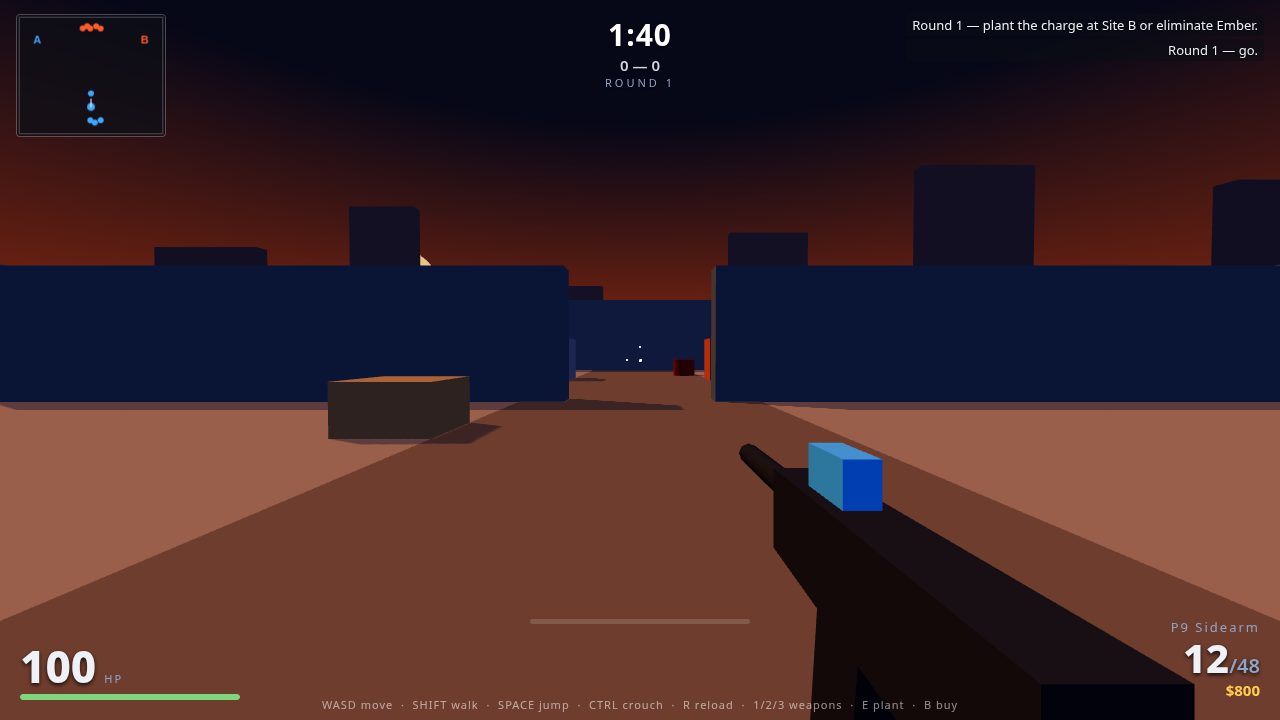 A
B
1:40
0 — 0
ROUND 1
Round 1 — plant the charge at Site B or eliminate Ember.
Round 1 — go.
100 HP
P9 Sidearm
12/48
$800
WASD move · SHIFT walk · SPACE jump · CTRL crouch · R reload · 1/2/3 weapons · E plant · B buy